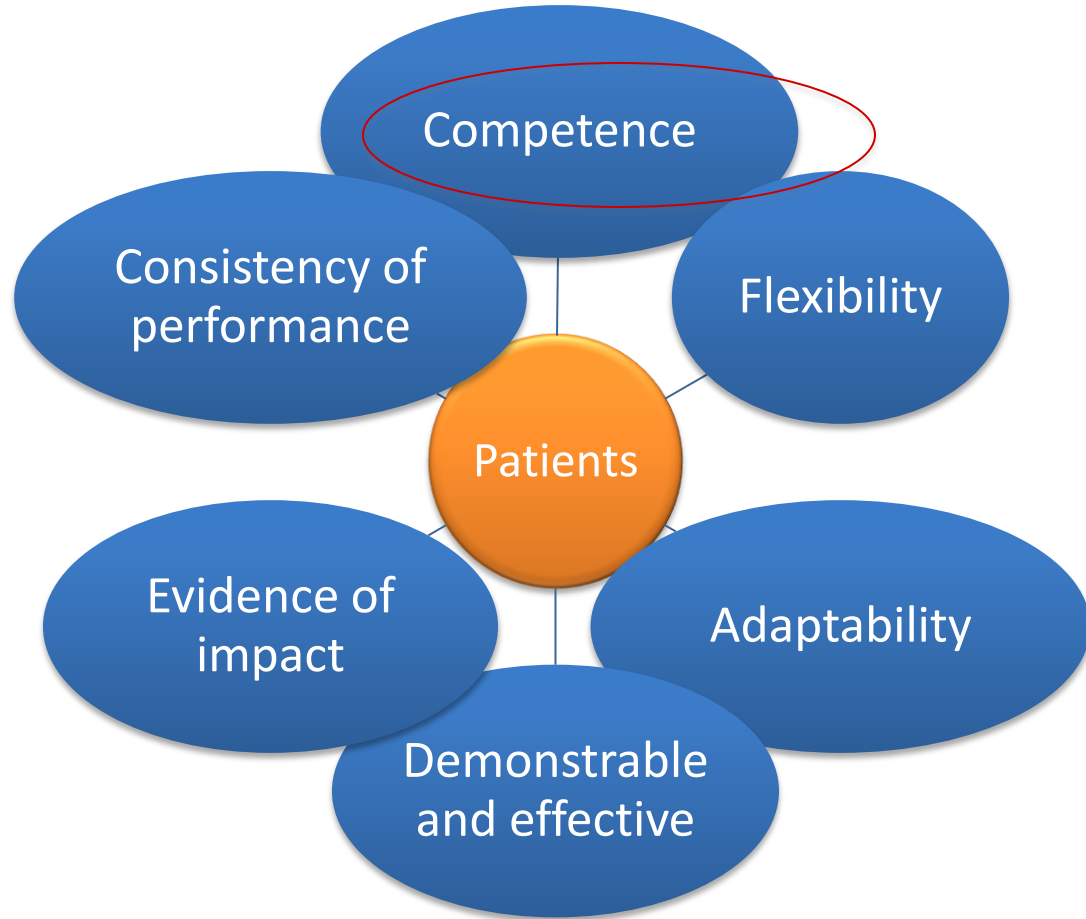 Competence
Consistency of
performance
Flexibility
Patients
Evidence of
impact
Adaptability
Demonstrable
and effective